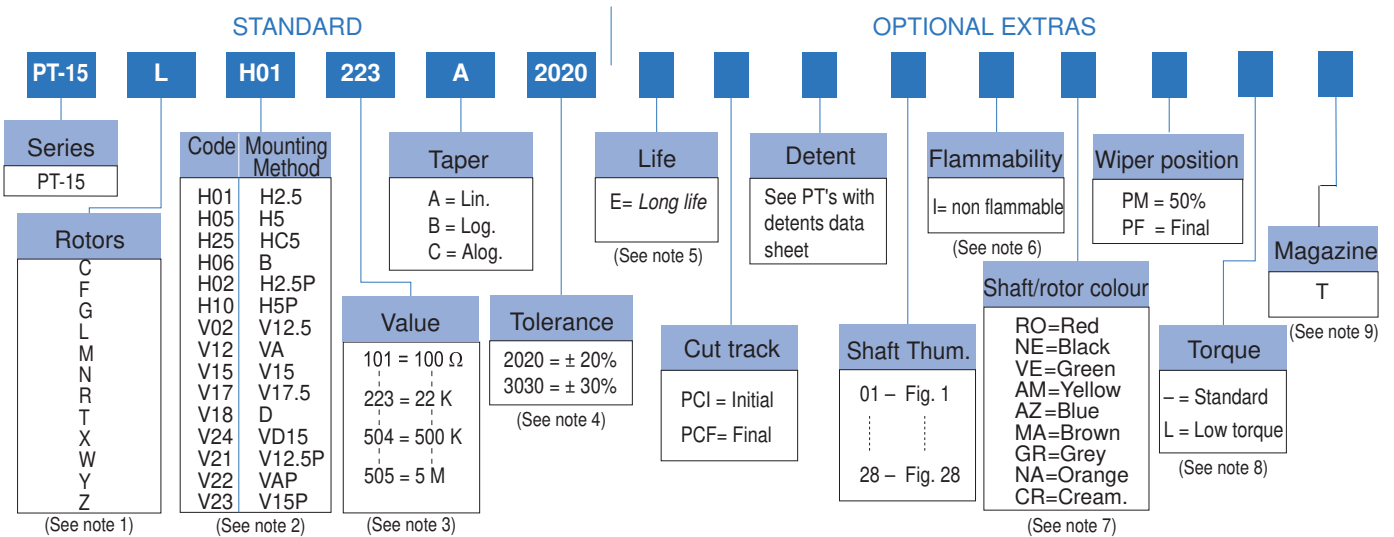 STANDARD
OPTIONAL EXTRAS
PT-15 L H01 223 A 2020
Series
PT-15
Rotors
C
F
G
L
M
N
R
T
X
W
Y
Z
(See note 1)
Code Mounting Method
H01 H2.5
H05 H5
H25 HC5
H06 B
H02 H2.5P
H10 H5P
V02 V12.5
V12 VA
V15 V15
V17 V17.5
V18 D
V24 VD15
V21 V12.5P
V22 VAP
V23 V15P
(See note 2)
Value
101 = 100 Ω
223 = 22 K
504 = 500 K
505 = 5 M
(See note 3)
Taper
A = Lin.
B = Log.
C = Alog.
Tolerance
2020 = ± 20%
3030 = ± 30%
(See note 4)
Life
E= Long life
(See note 5)
Cut track
PCI = Initial
PCF= Final
Detent
See PT's with
detents data
sheet
Shaft Thum.
01 – Fig. 1
28 – Fig. 28
Flammability
I= non flammable
(See note 6)
Shaft/rotor colour
RO=Red
NE=Black
VE=Green
AM=Yellow
AZ=Blue
MA=Brown
GR=Grey
NA=Orange
CR=Cream.
(See note 7)
Wiper position
PM = 50%
PF = Final
Torque
– = Standard
L = Low torque
(See note 8)
Magazine
T
(See note 9)